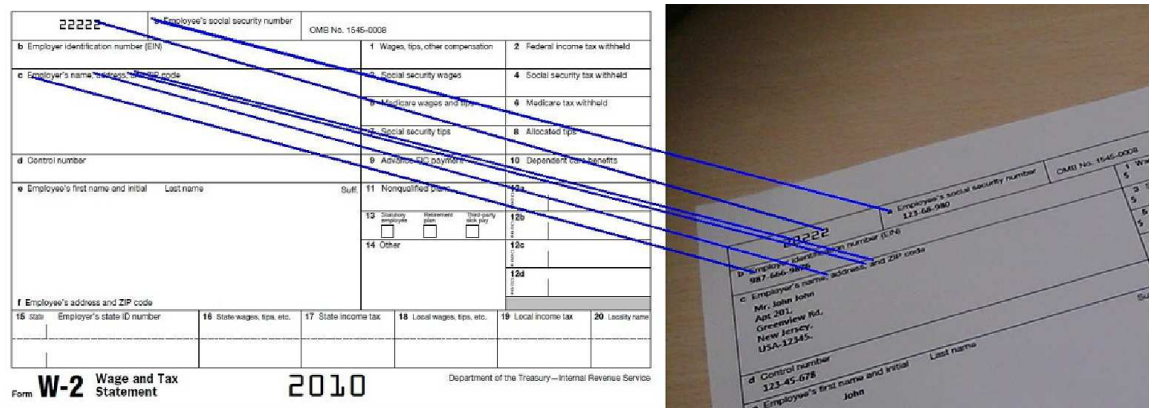 22222
a Employee's social security number
OMB No. 1545-0008
b Employer identification number (EIN)
1 Wages, tips, other compensation
2 Federal income tax withheld
c Employer's name, address, and ZIP code
3 Social security wages
4 Social security tax withheld
5 Medicare wages and tips
6 Medicare tax withheld
7 Social security tips
8 Allocated tips
d Control number
9 Advance EIC payment
10 Dependent care benefits
e Employee's first name and initial Last name Suff.
11 Nonqualified plans
12a
13 Statutory employee Retirement plan Third-party sick pay
12b
14 Other
12c
12d
f Employee's address and ZIP code
15 State Employer's state ID number
16 State wages, tips, etc.
17 State income tax
18 Local wages, tips, etc.
19 Local income tax
20 Locality name
Form W-2 Wage and Tax Statement
2010
Department of the Treasury—Internal Revenue Service
22222
a Employee's social security number
123-68-980
OMB No. 1545-0008
b Employer identification number (EIN)
987-666-9876
c Employer's name, address, and ZIP code
Mr. John John
Apt 201,
Greenview Rd,
New Jersey,
USA-12345.
d Control number
123-45-678
Employee's first name and initial Last name
John
1
5
3
5
5